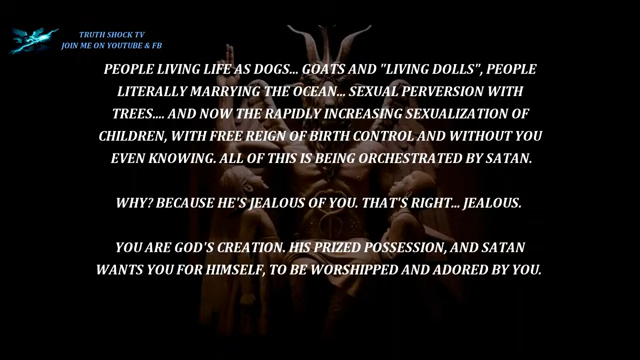 TRUTH SHOCK TV
JOIN ME ON YOUTUBE & FB
PEOPLE LIVING LIFE AS DOGS... GOATS AND "LIVING DOLLS", PEOPLE
LITERALLY MARRYING THE OCEAN... SEXUAL PERVERSION WITH
TREES.... AND NOW THE RAPIDLY INCREASING SEXUALIZATION OF
CHILDREN, WITH FREE REIGN OF BIRTH CONTROL AND WITHOUT YOU
EVEN KNOWING. ALL OF THIS IS BEING ORCHESTRATED BY SATAN.
WHY? BECAUSE HE'S JEALOUS OF YOU. THAT'S RIGHT... JEALOUS.
YOU ARE GOD'S CREATION. HIS PRIZED POSSESSION, AND SATAN
WANTS YOU FOR HIMSELF, TO BE WORSHIPPED AND ADORED BY YOU.